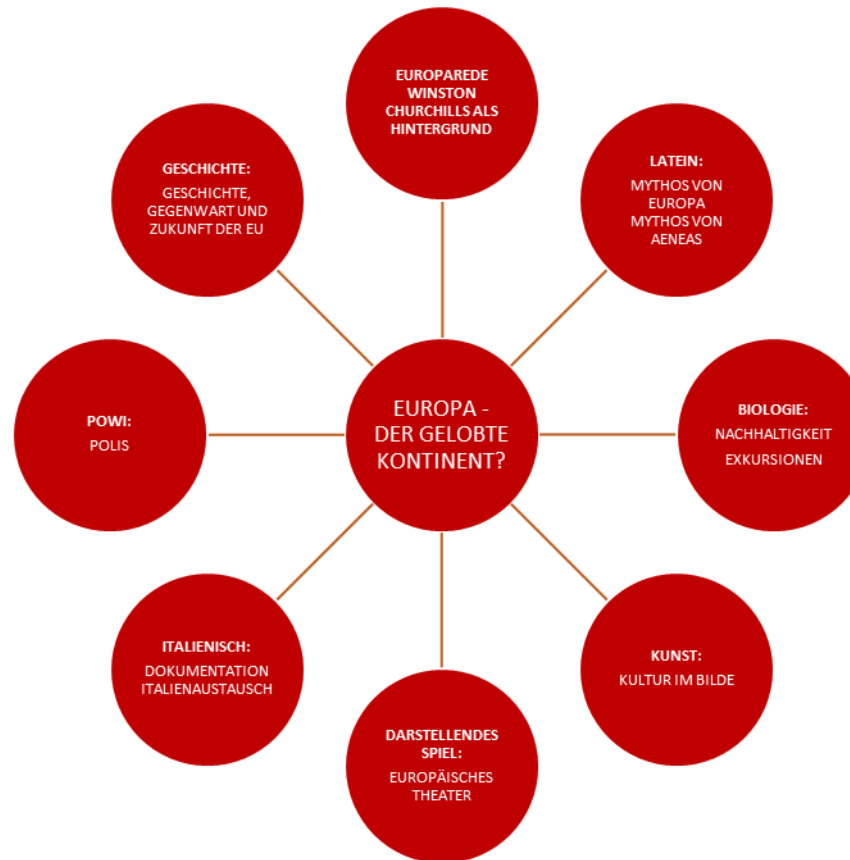 EUROPAREDE
WINSTON
CHURCHILLS ALS
HINTERGRUND
LATEIN:
MYTHOS VON
EUROPA
MYTHOS VON
AENEAS
BIOLOGIE:
NACHHALTIGKEIT
EXKURSIONEN
KUNST:
KULTUR IM BILDE
DARSTELLENDES
SPIEL:
EUROPÄISCHES
THEATER
ITALIENISCH:
DOKUMENTATION
ITALIENAUSTAUSCH
POWI:
POLIS
GESCHICHTE:
GESCHICHTE,
GEGENWART UND
ZUKUNFT DER EU
EUROPA -
DER GELOBTE
KONTINENT?